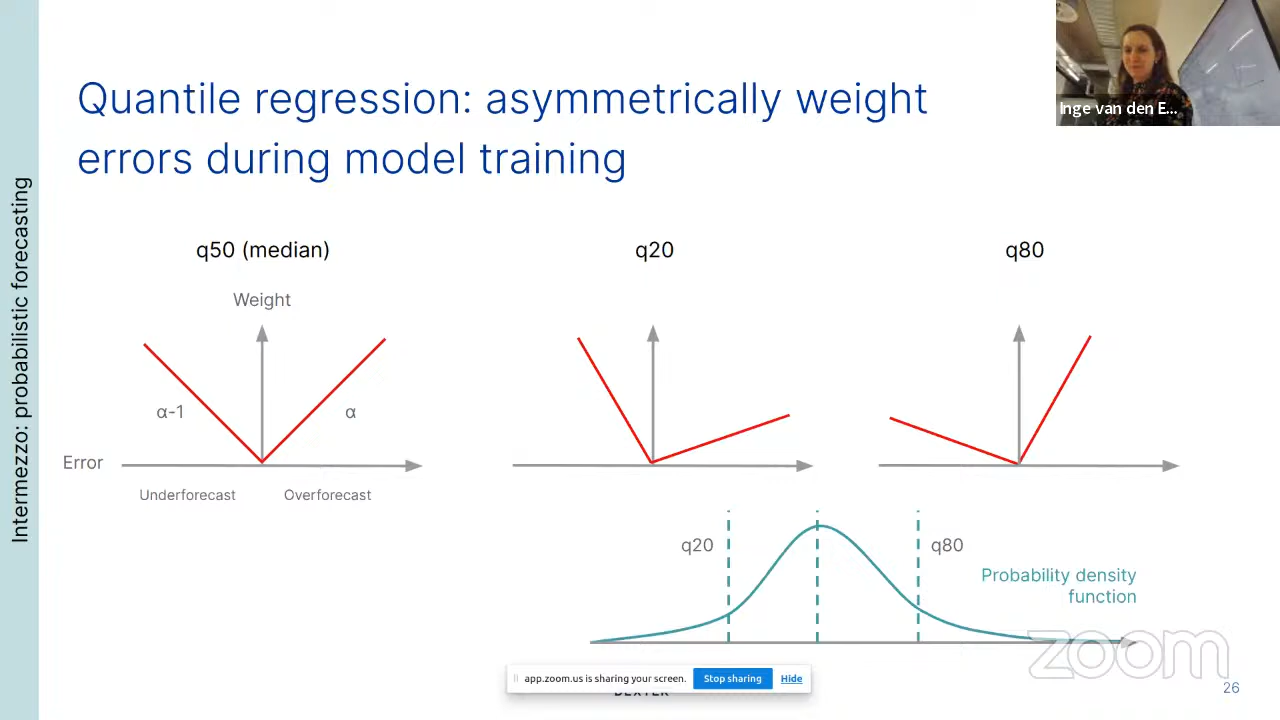 Inge van den E...
Quantile regression: asymmetrically weight
errors during model training
Intermezzo: probabilistic forecasting
q50 (median)
q20
q80
Weight
α-1
α
Error
Underforecast
Overforecast
q20
q80
Probability density
function
zoom
app.zoom.us is sharing your screen.
Stop sharing
Hide
DEXTER
26